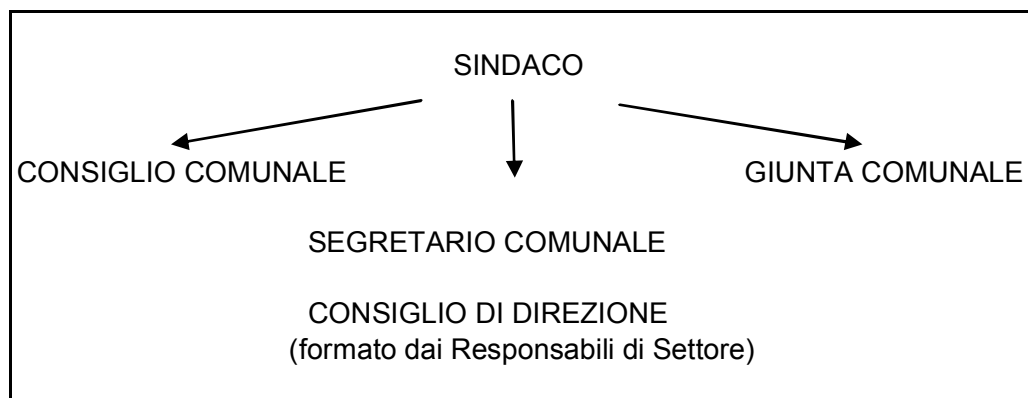 SINDACO
CONSIGLIO COMUNALE
GIUNTA COMUNALE
SEGRETARIO COMUNALE
CONSIGLIO DI DIREZIONE
(formato dai Responsabili di Settore)